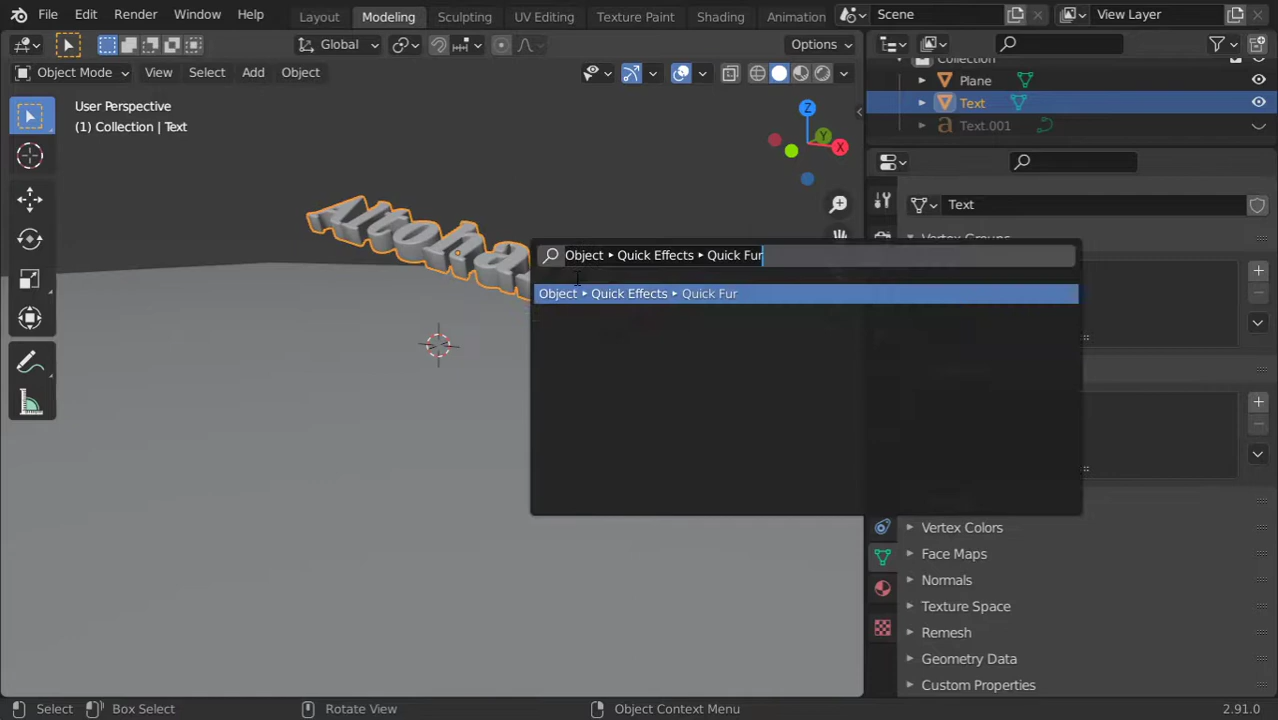 File Edit Render Window Help Layout Modeling Sculpting UV Editing Texture Paint Shading Animation Scene View Layer
Global Options
Object Mode View Select Add Object
User Perspective
(1) Collection | Text
Z
Y
X
Altoha
Collection
Plane
Text
Text.001
Text
Vertex Groups
Object ▸ Quick Effects ▸ Quick Fur
Object ▸ Quick Effects ▸ Quick Fur
Vertex Colors
Face Maps
Normals
Texture Space
Remesh
Geometry Data
Custom Properties
Select Box Select Rotate View Object Context Menu 2.91.0